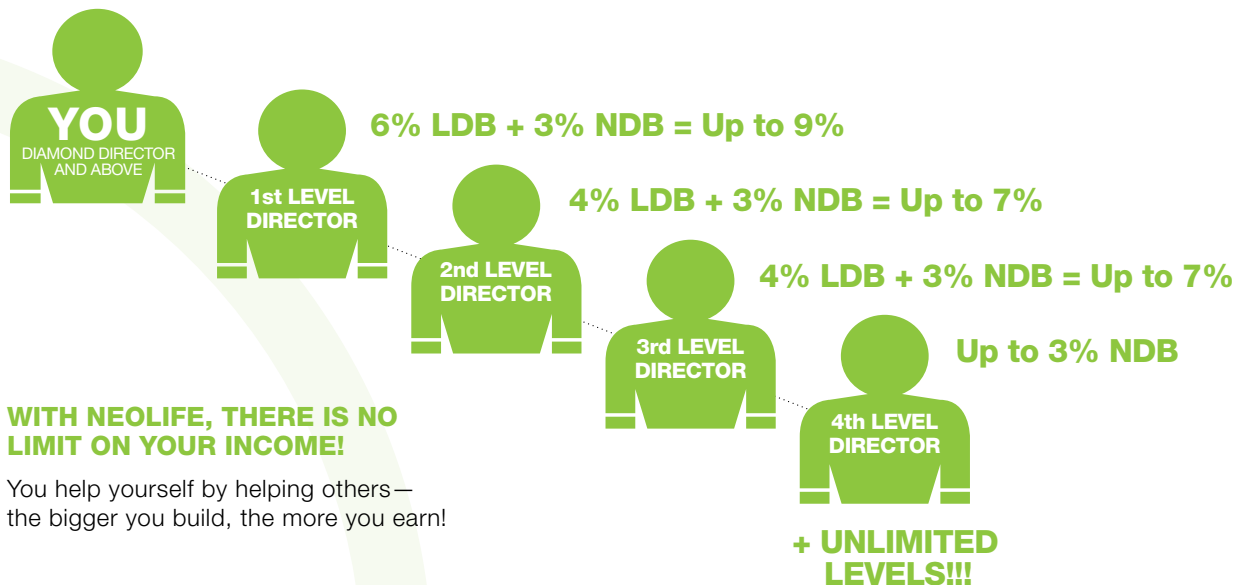 YOU
DIAMOND DIRECTOR
AND ABOVE
6% LDB + 3% NDB = Up to 9%
1st LEVEL
DIRECTOR
4% LDB + 3% NDB = Up to 7%
2nd LEVEL
DIRECTOR
4% LDB + 3% NDB = Up to 7%
3rd LEVEL
DIRECTOR
Up to 3% NDB
4th LEVEL
DIRECTOR
+ UNLIMITED
LEVELS!!!
WITH NEOLIFE, THERE IS NO
LIMIT ON YOUR INCOME!
You help yourself by helping others—
the bigger you build, the more you earn!